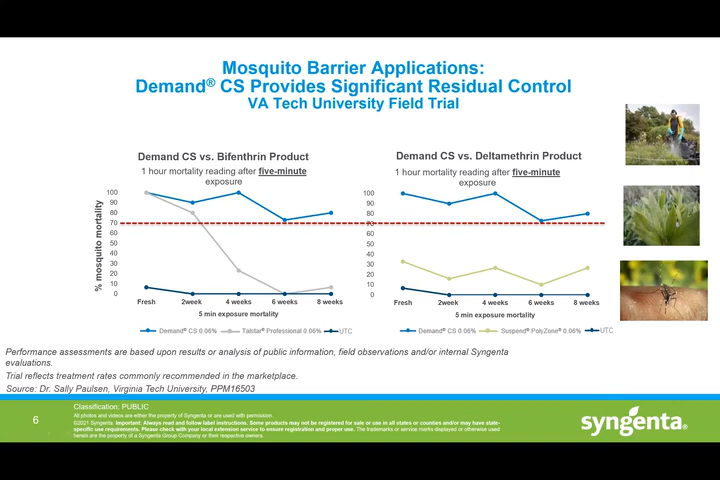 Mosquito Barrier Applications:
Demand® CS Provides Significant Residual Control
VA Tech University Field Trial
Demand CS vs. Bifenthrin Product
1 hour mortality reading after five-minute
exposure
% mosquito mortality
100
90
80
70
60
50
40
30
20
10
0
Fresh 2week 4 weeks 6 weeks 8 weeks
5 min exposure mortality
Demand® CS 0.06% Talstar® Professional 0.06% UTC
Demand CS vs. Deltamethrin Product
1 hour mortality reading after five-minute
exposure
100
90
80
70
60
50
40
30
20
10
0
Fresh 2week 4 weeks 6 weeks 8 weeks
5 min exposure mortality
Demand® CS 0.06% Suspend® PolyZone® 0.06% UTC
Performance assessments are based upon results or analysis of public information, field observations and/or internal Syngenta
evaluations.
Trial reflects treatment rates commonly recommended in the marketplace.
Source: Dr. Sally Paulsen, Virginia Tech University, PPM16503
6
Classification: PUBLIC
All photos and videos are either the property of Syngenta or are used with permission.
©2021 Syngenta. Important: Always read and follow label instructions. Some products may not be registered for sale or use in all states or counties and/or may have state-
specific use requirements. Please check with your local extension service to ensure registration and proper use. The trademarks or service marks displayed or otherwise used
herein are the property of a Syngenta Group Company or their respective owners.
syngenta®